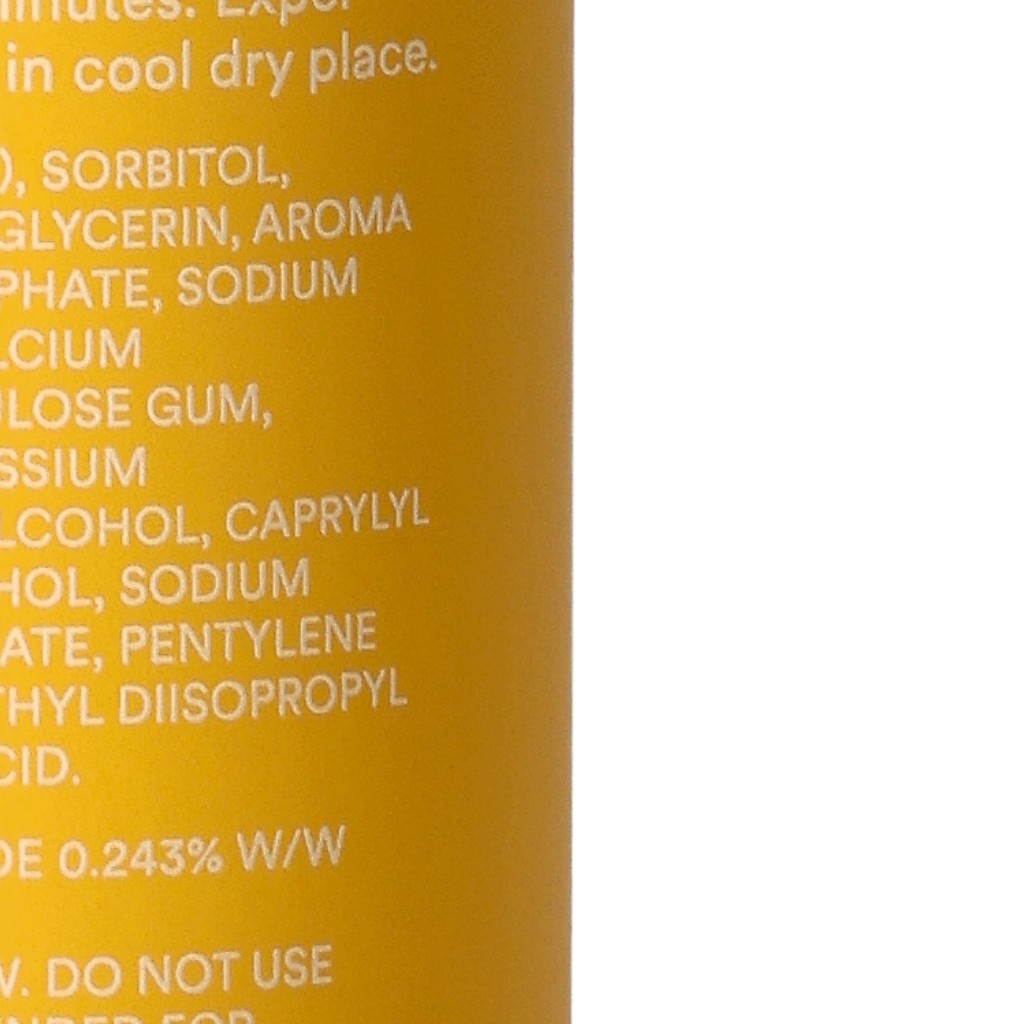 in cool dry place.
), SORBITOL,
GLYCERIN, AROMA
PHATE, SODIUM
LCIUM
ULOSE GUM,
SSIUM
LCOHOL, CAPRYLYL
HOL, SODIUM
ATE, PENTYLENE
THYL DIISOPROPYL
CID.
DE 0.243% W/W
W. DO NOT USE